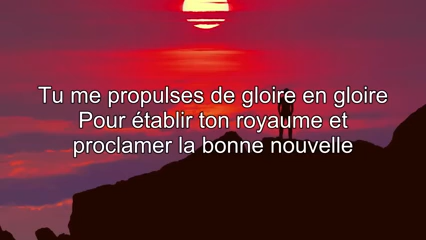 Tu me propulses de gloire en gloire
Pour établir ton royaume et
proclamer la bonne nouvelle